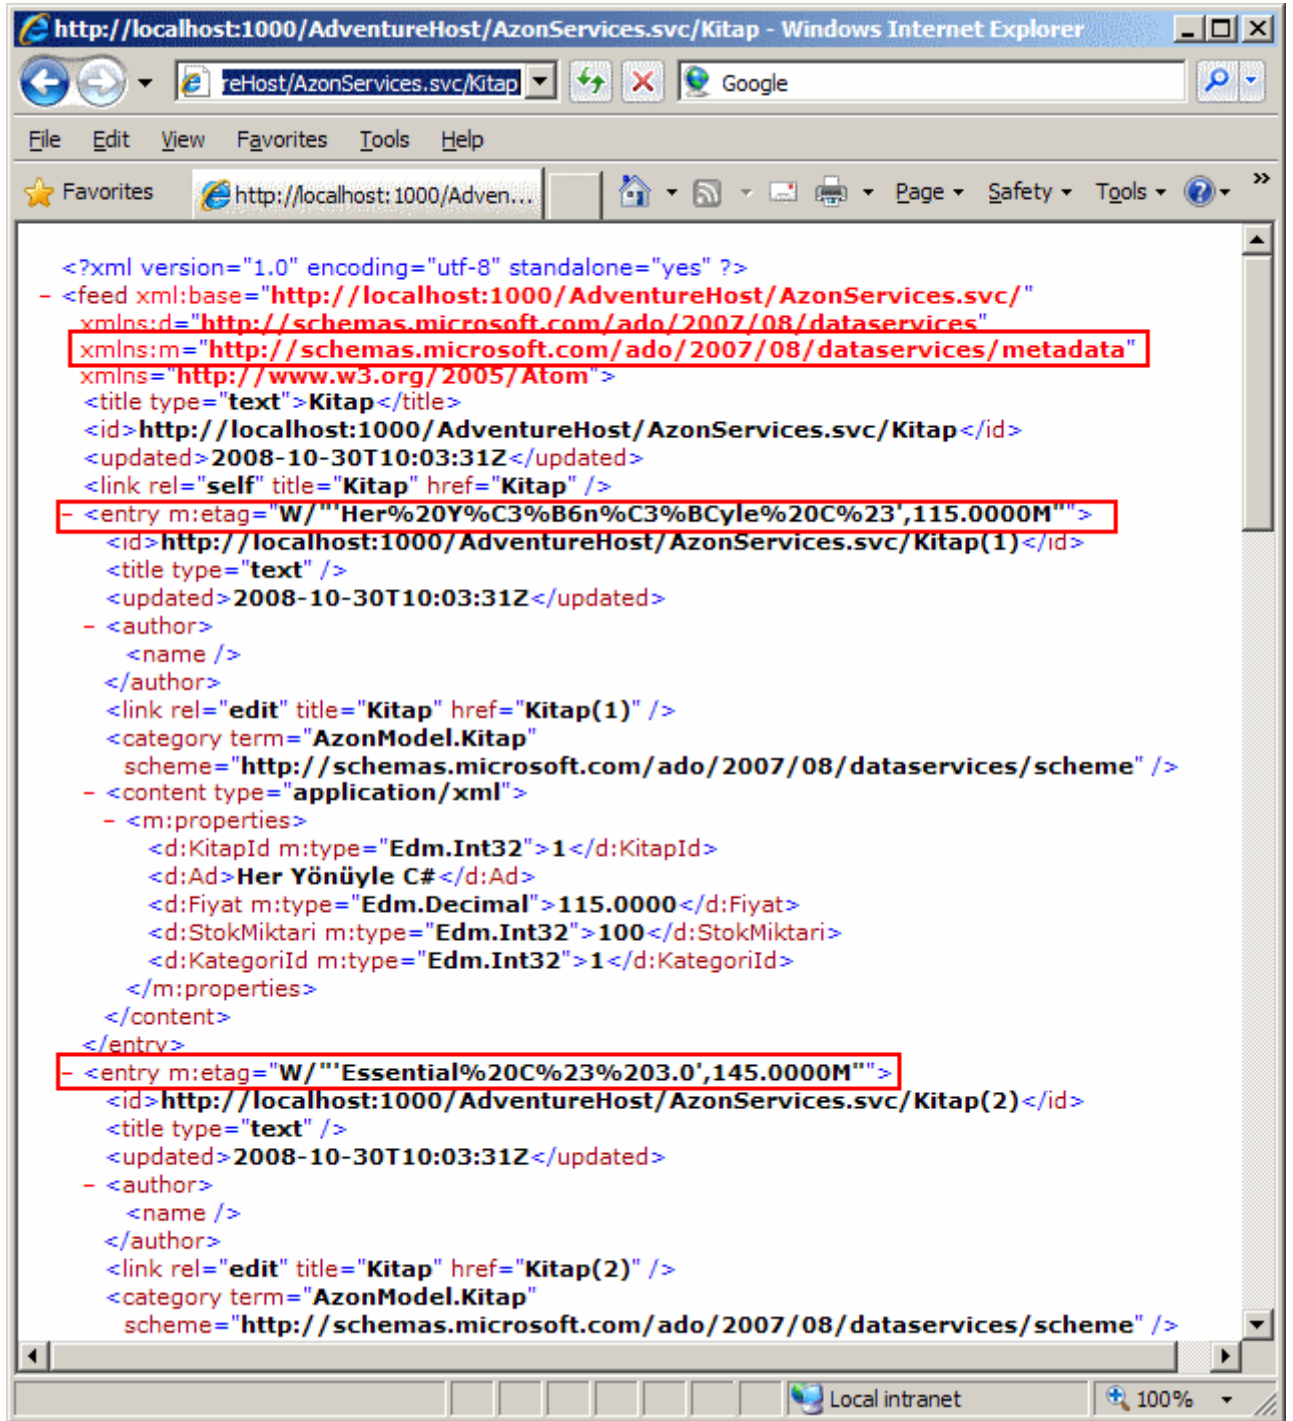 http://localhost:1000/AdventureHost/AzonServices.svc/Kitap - Windows Internet Explorer
reHost/AzonServices.svc/Kitap Google
File Edit View Favorites Tools Help
Favorites http://localhost:1000/Adven... Page Safety Tools »
<?xml version="1.0" encoding="utf-8" standalone="yes" ?>
- <feed xml:base="http://localhost:1000/AdventureHost/AzonServices.svc/"
xmlns:d="http://schemas.microsoft.com/ado/2007/08/dataservices"
xmlns:m="http://schemas.microsoft.com/ado/2007/08/dataservices/metadata"
xmlns="http://www.w3.org/2005/Atom">
<title type="text">Kitap</title>
<id>http://localhost:1000/AdventureHost/AzonServices.svc/Kitap</id>
<updated>2008-10-30T10:03:31Z</updated>
<link rel="self" title="Kitap" href="Kitap" />
- <entry m:etag="W/"'Her%20Y%C3%B6n%C3%BCyle%20C%23',115.0000M"">
<id>http://localhost:1000/AdventureHost/AzonServices.svc/Kitap(1)</id>
<title type="text" />
<updated>2008-10-30T10:03:31Z</updated>
- <author>
<name />
</author>
<link rel="edit" title="Kitap" href="Kitap(1)" />
<category term="AzonModel.Kitap"
scheme="http://schemas.microsoft.com/ado/2007/08/dataservices/scheme" />
- <content type="application/xml">
- <m:properties>
<d:KitapId m:type="Edm.Int32">1</d:KitapId>
<d:Ad>Her Yönüyle C#</d:Ad>
<d:Fiyat m:type="Edm.Decimal">115.0000</d:Fiyat>
<d:StokMiktari m:type="Edm.Int32">100</d:StokMiktari>
<d:KategoriId m:type="Edm.Int32">1</d:KategoriId>
</m:properties>
</content>
</entry>
- <entry m:etag="W/"'Essential%20C%23%203.0',145.0000M"">
<id>http://localhost:1000/AdventureHost/AzonServices.svc/Kitap(2)</id>
<title type="text" />
<updated>2008-10-30T10:03:31Z</updated>
- <author>
<name />
</author>
<link rel="edit" title="Kitap" href="Kitap(2)" />
<category term="AzonModel.Kitap"
scheme="http://schemas.microsoft.com/ado/2007/08/dataservices/scheme" />
Local intranet 100%